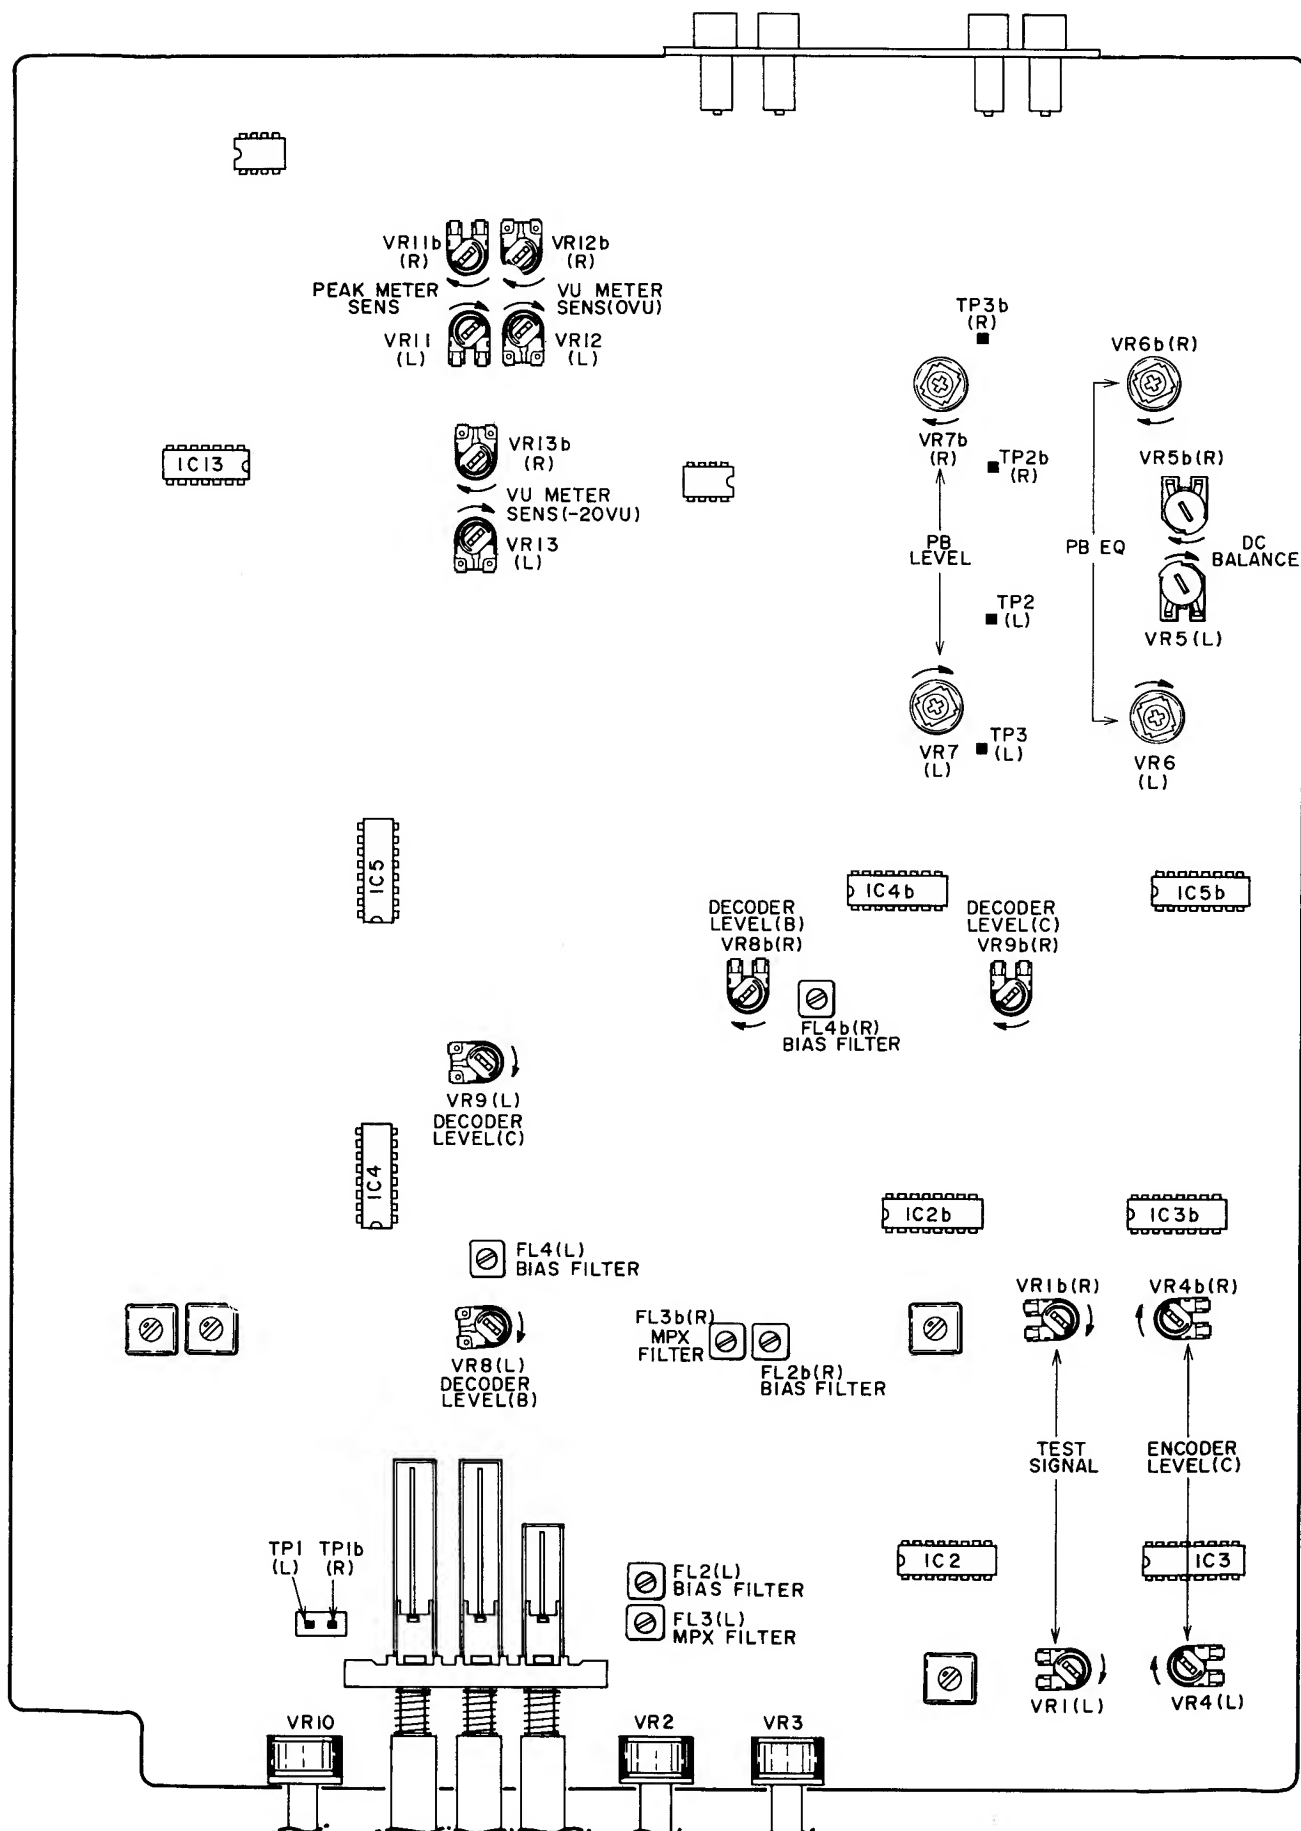 VR11b
(R)
VR12b
(R)
PEAK METER
SENS
VU METER
SENS(0VU)
VR11
(L)
VR12
(L)
TP3b
(R)
VR6b(R)
VR7b
(R)
TP2b
(R)
VR5b(R)
IC13
VR13b
(R)
VU METER
SENS(-20VU)
VR13
(L)
PB
LEVEL
PB EQ
DC
BALANCE
TP2
(L)
VR5(L)
VR7
(L)
TP3
(L)
VR6
(L)
IC5
IC4b
IC5b
DECODER
LEVEL(B)
VR8b(R)
DECODER
LEVEL(C)
VR9b(R)
FL4b(R)
BIAS FILTER
VR9(L)
DECODER
LEVEL(C)
IC4
IC2b
IC3b
FL4(L)
BIAS FILTER
VR1b(R)
VR4b(R)
FL3b(R)
MPX
FILTER
FL2b(R)
BIAS FILTER
VR8(L)
DECODER
LEVEL(B)
TEST
SIGNAL
ENCODER
LEVEL(C)
TP1
(L)
TP1b
(R)
IC2
IC3
FL2(L)
BIAS FILTER
FL3(L)
MPX FILTER
VR1(L)
VR4(L)
VR10
VR2
VR3